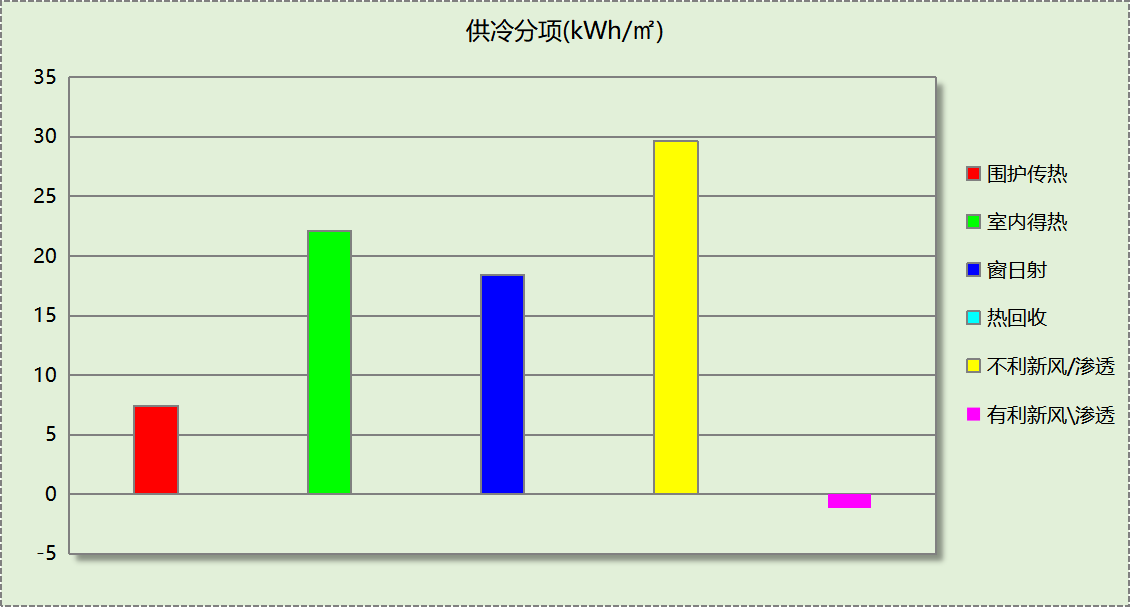 供冷分项(kWh/㎡)
35
30
25
20
15
10
5
0
-5
围护传热
室内得热
窗日射
热回收
不利新风/渗透
有利新风\渗透